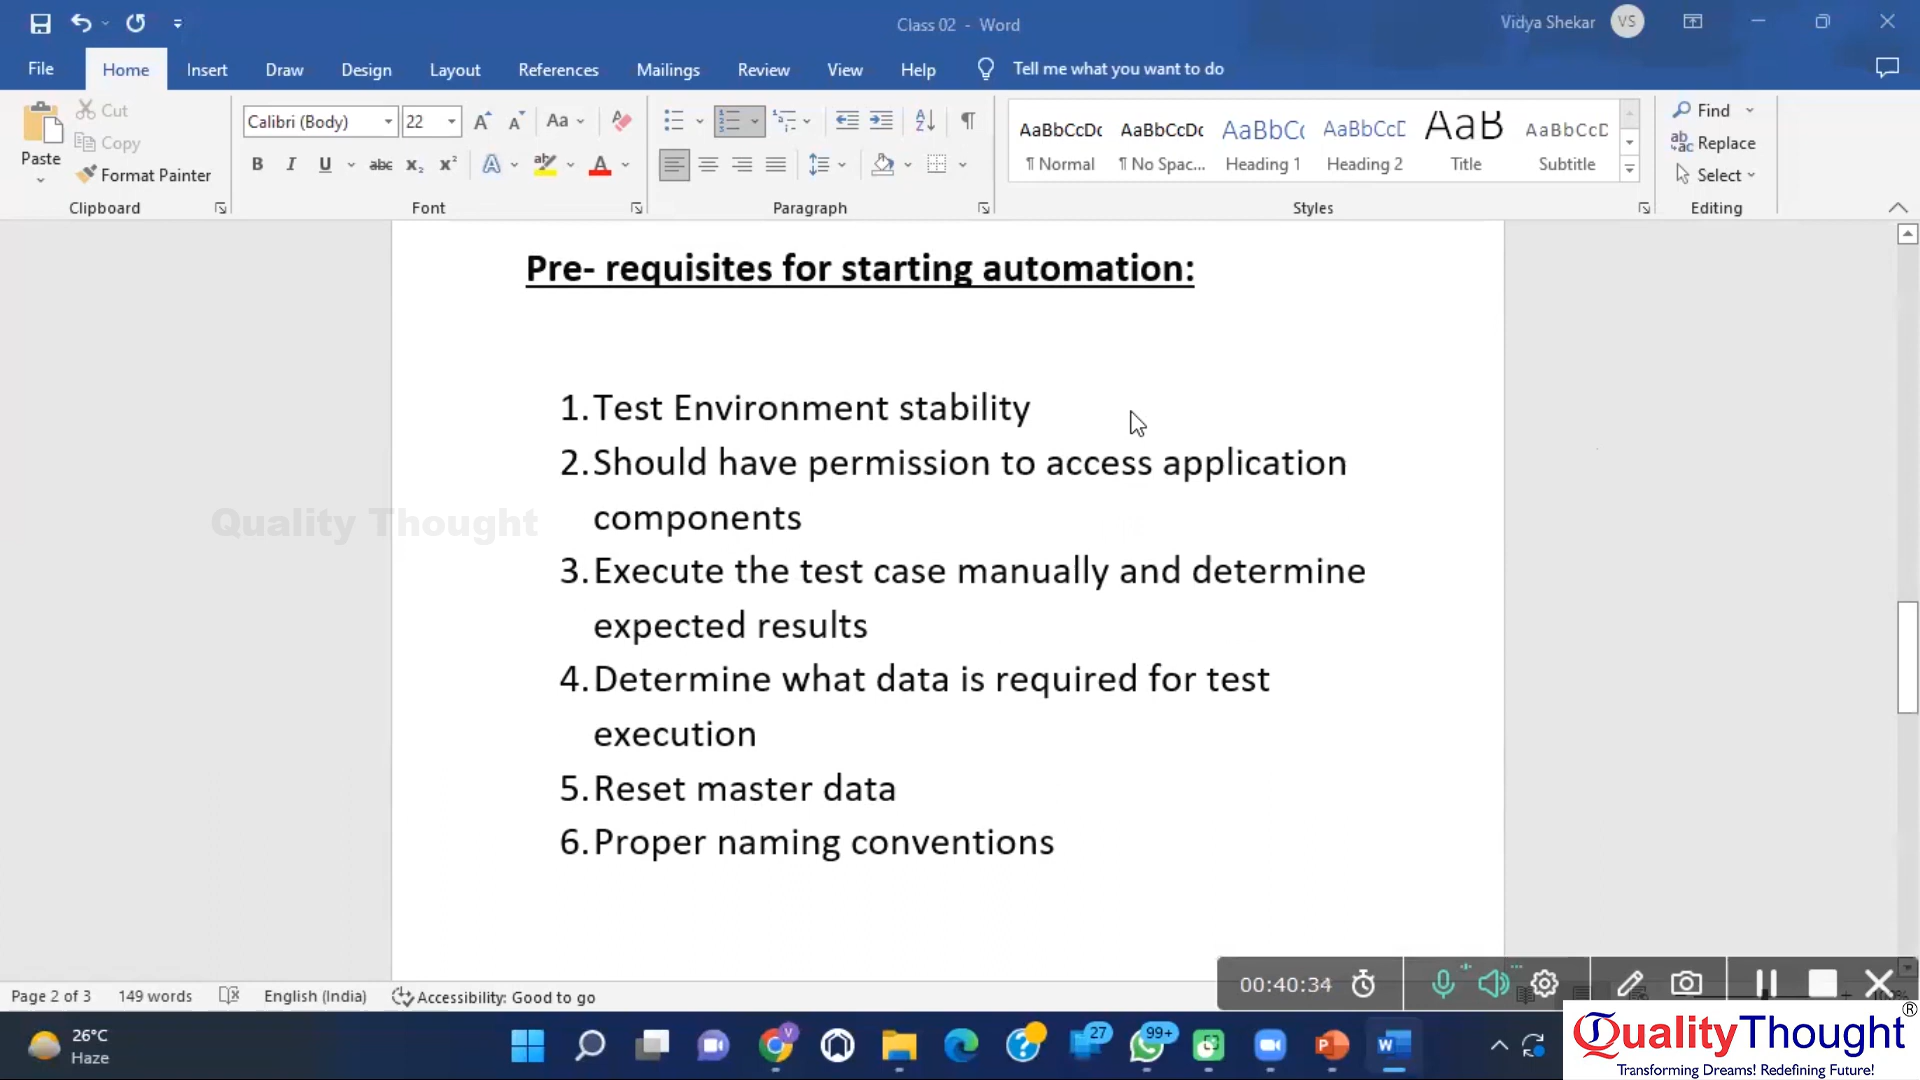 Class 02 - Word
Vidya Shekar VS
File Home Insert Draw Design Layout References Mailings Review View Help Tell me what you want to do
Paste
Cut
Copy
Format Painter
Clipboard
Calibri (Body) 22
Font
Paragraph
AaBbCcDc AaBbCcDc AaBbCc AaBbCcD AaB AaBbCcD
¶ Normal ¶ No Spac... Heading 1 Heading 2 Title Subtitle
Styles
Find
Replace
Select
Editing
Pre- requisites for starting automation:
1. Test Environment stability
2. Should have permission to access application
components
3. Execute the test case manually and determine
expected results
4. Determine what data is required for test
execution
5. Reset master data
6. Proper naming conventions
Quality Thought
00:40:34
Page 2 of 3 149 words English (India) Accessibility: Good to go
26°C
Haze
27
99+
QualityThought®
Transforming Dreams! Redefining Future!